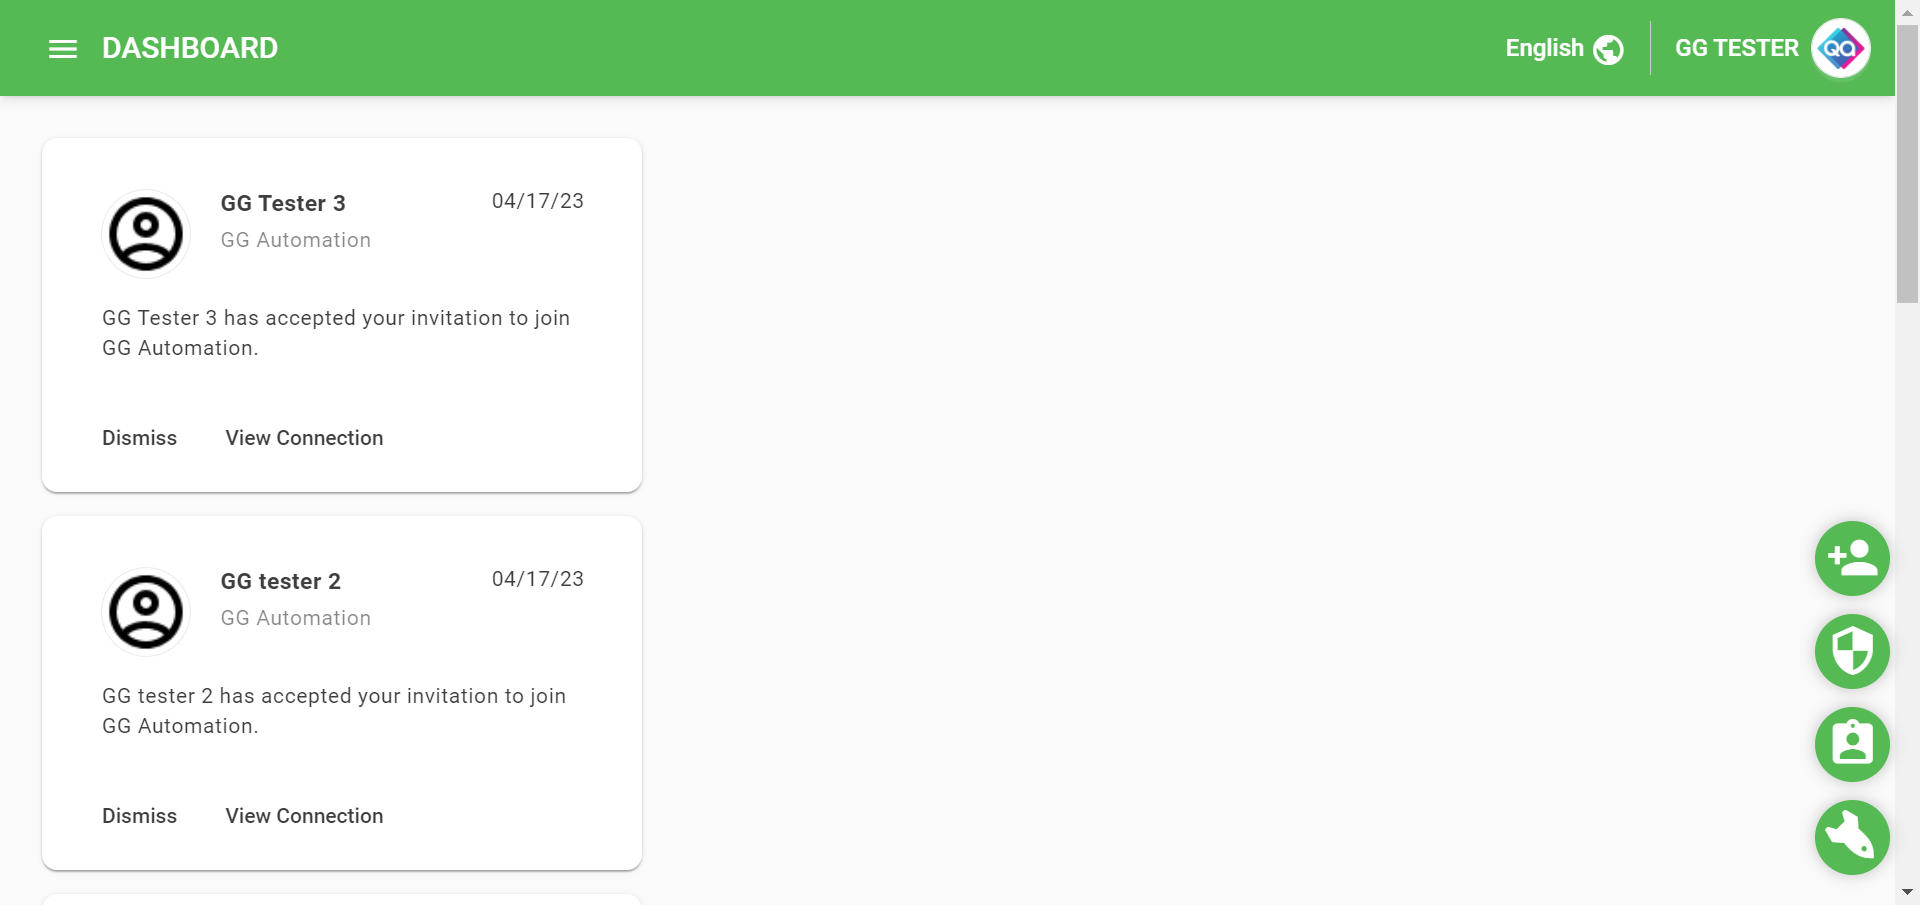 DASHBOARD
English
GG TESTER
QA
GG Tester 3
04/17/23
GG Automation
GG Tester 3 has accepted your invitation to join
GG Automation.
Dismiss
View Connection
GG tester 2
04/17/23
GG Automation
GG tester 2 has accepted your invitation to join
GG Automation.
Dismiss
View Connection